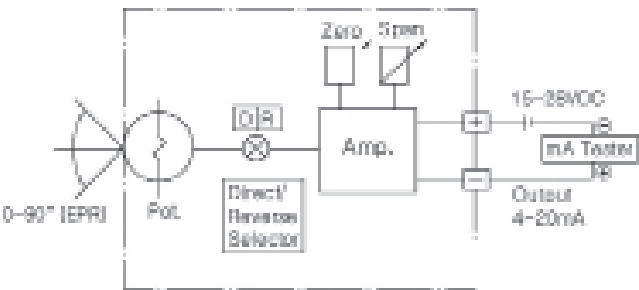 Zero Span
D R
15-28VDC
+
mA Tester
Amp.
-
0-90° [EPR]
Pot.
Direct/
Reverse
Selector
Output
4-20mA